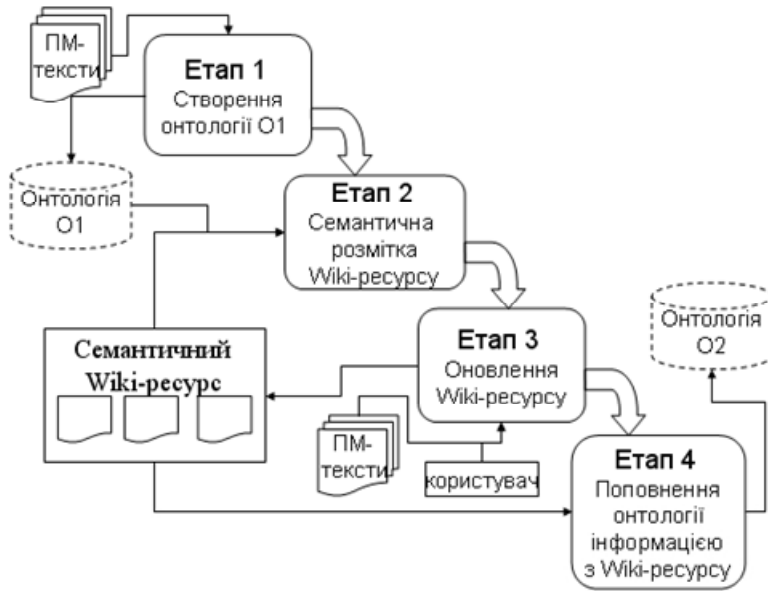 ПМ-
тексти
Етап 1
Створення
онтології О1
Онтологія
О1
Етап 2
Семантична
розмітка
Wiki-ресурсу
Онтологія
О2
Етап 3
Оновлення
Wiki-ресурсу
Семантичний
Wiki-ресурс
ПМ-
тексти
користувач
Етап 4
Поповнення
онтології
інформацією
з Wiki-ресурсу